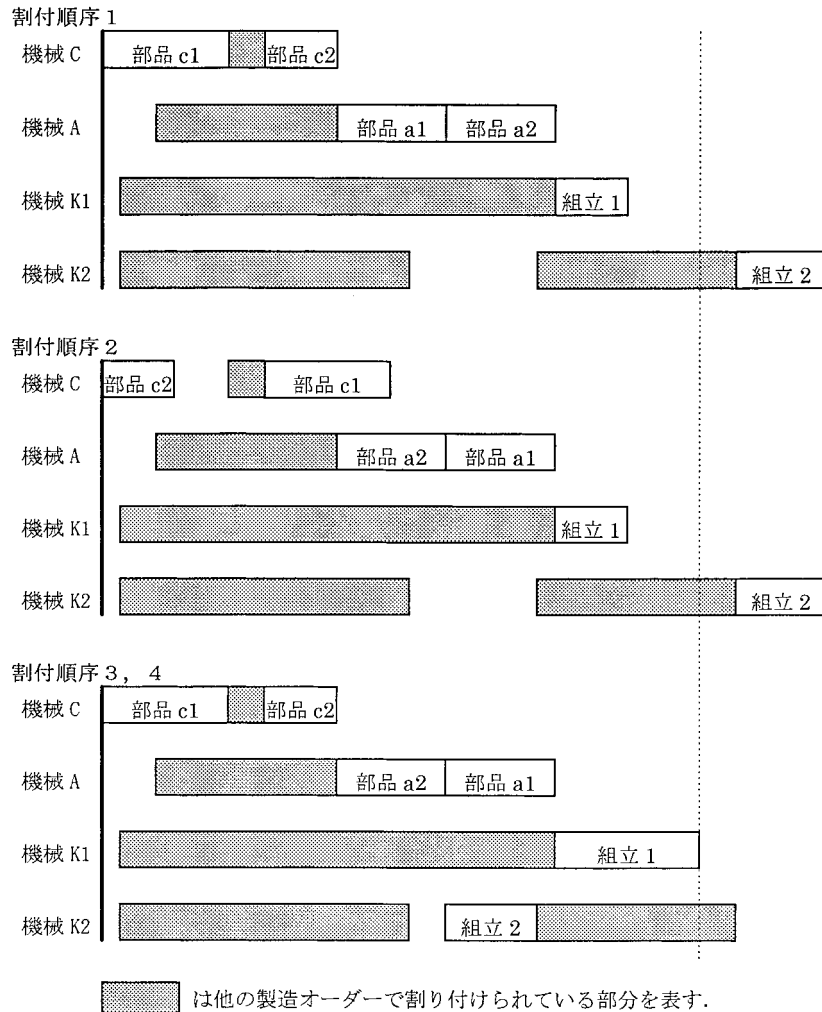 割付順序１
機械 C
部品 c1
部品 c2
機械 A
部品 a1
部品 a2
機械 K1
組立 1
機械 K2
組立 2
割付順序２
機械 C
部品 c2
部品 c1
機械 A
部品 a2
部品 a1
機械 K1
組立 1
機械 K2
組立 2
割付順序３，４
機械 C
部品 c1
部品 c2
機械 A
部品 a2
部品 a1
機械 K1
組立 1
機械 K2
組立 2
は他の製造オーダーで割り付けられている部分を表す．